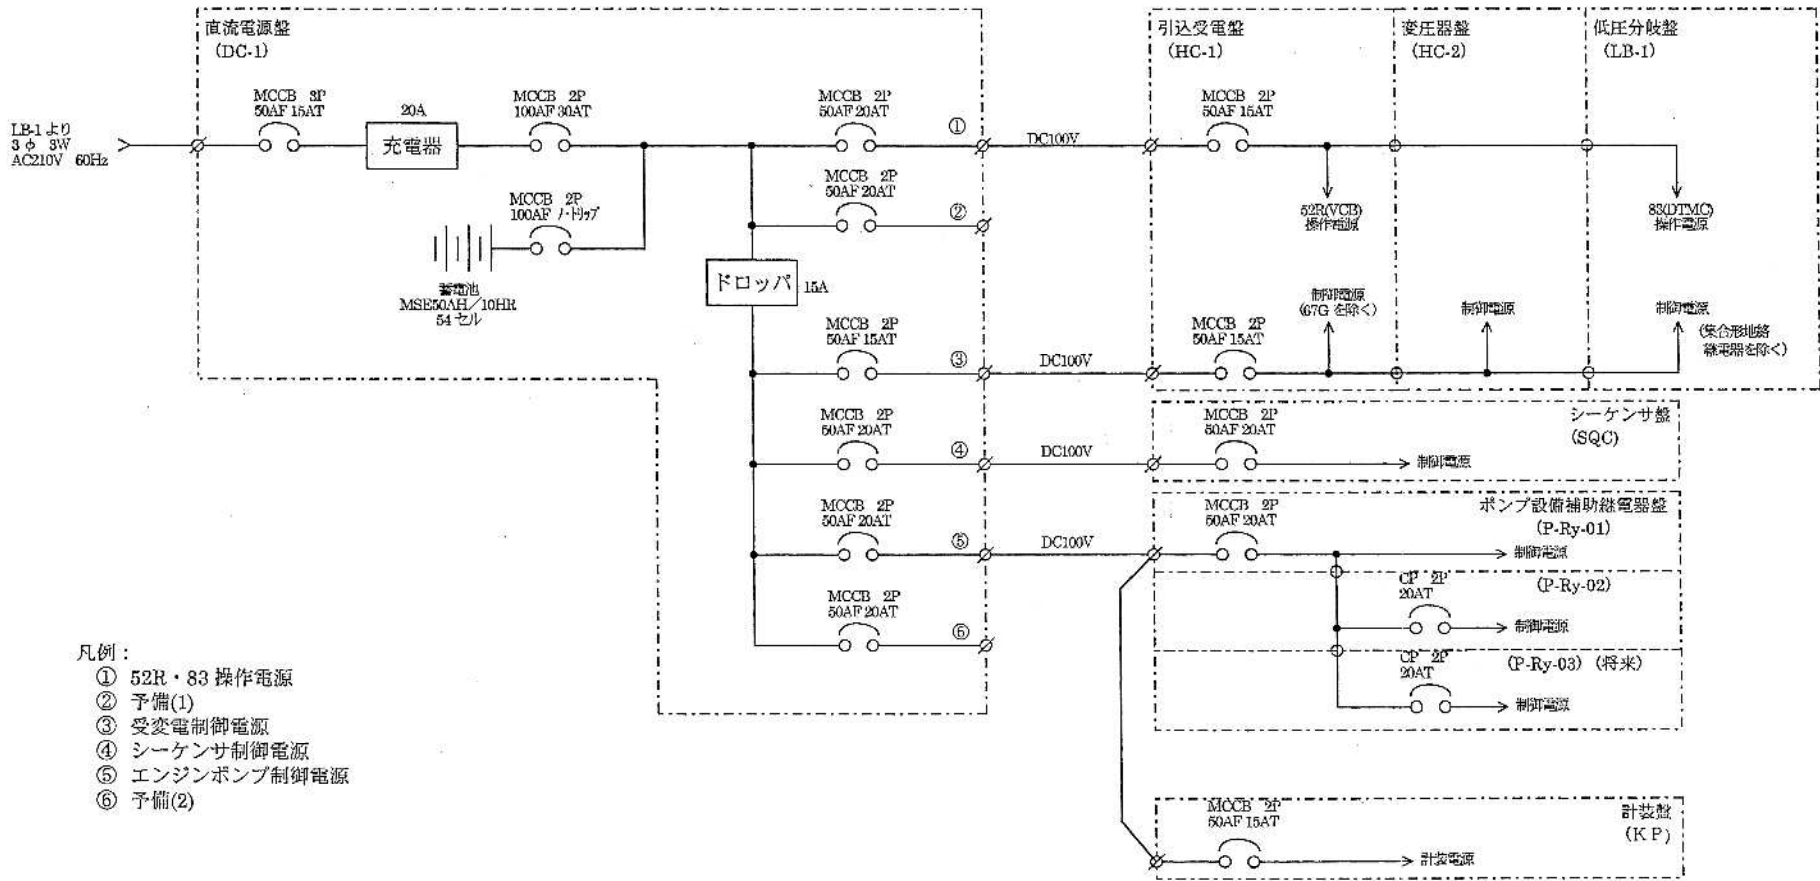 直流電源盤
(DC-1)
LB-1 より
3φ 3W
AC210V 60Hz
MCCB 3P
50AF 15AT
20A
充電器
MCCB 2P
100AF 30AT
MCCB 2P
100AF ノートリップ
蓄電池
MSE50AH/10HR
54 セル
MCCB 2P
50AF 20AT
①
DC100V
MCCB 2P
50AF 20AT
②
ドロッパ
15A
MCCB 2P
50AF 15AT
③
DC100V
MCCB 2P
50AF 20AT
④
DC100V
MCCB 2P
50AF 20AT
⑤
DC100V
MCCB 2P
50AF 20AT
⑥
引込受電盤
(HC-1)
MCCB 2P
50AF 15AT
52R(VCB)
操作電源
制御電源
(67G を除く)
MCCB 2P
50AF 15AT
変圧器盤
(HC-2)
制御電源
低圧分岐盤
(LB-1)
83(DTMC)
操作電源
制御電源
(集合形地絡
継電器を除く)
シーケンサ盤
(SQC)
MCCB 2P
50AF 20AT
制御電源
ポンプ設備補助継電器盤
(P-Ry-01)
MCCB 2P
50AF 20AT
制御電源
(P-Ry-02)
CP 2P
20AT
制御電源
(P-Ry-03) (将来)
CP 2P
20AT
制御電源
計装盤
(KP)
MCCB 2P
50AF 15AT
計装電源
凡例：
① 52R・83 操作電源
② 予備(1)
③ 受変電制御電源
④ シーケンサ制御電源
⑤ エンジンポンプ制御電源
⑥ 予備(2)